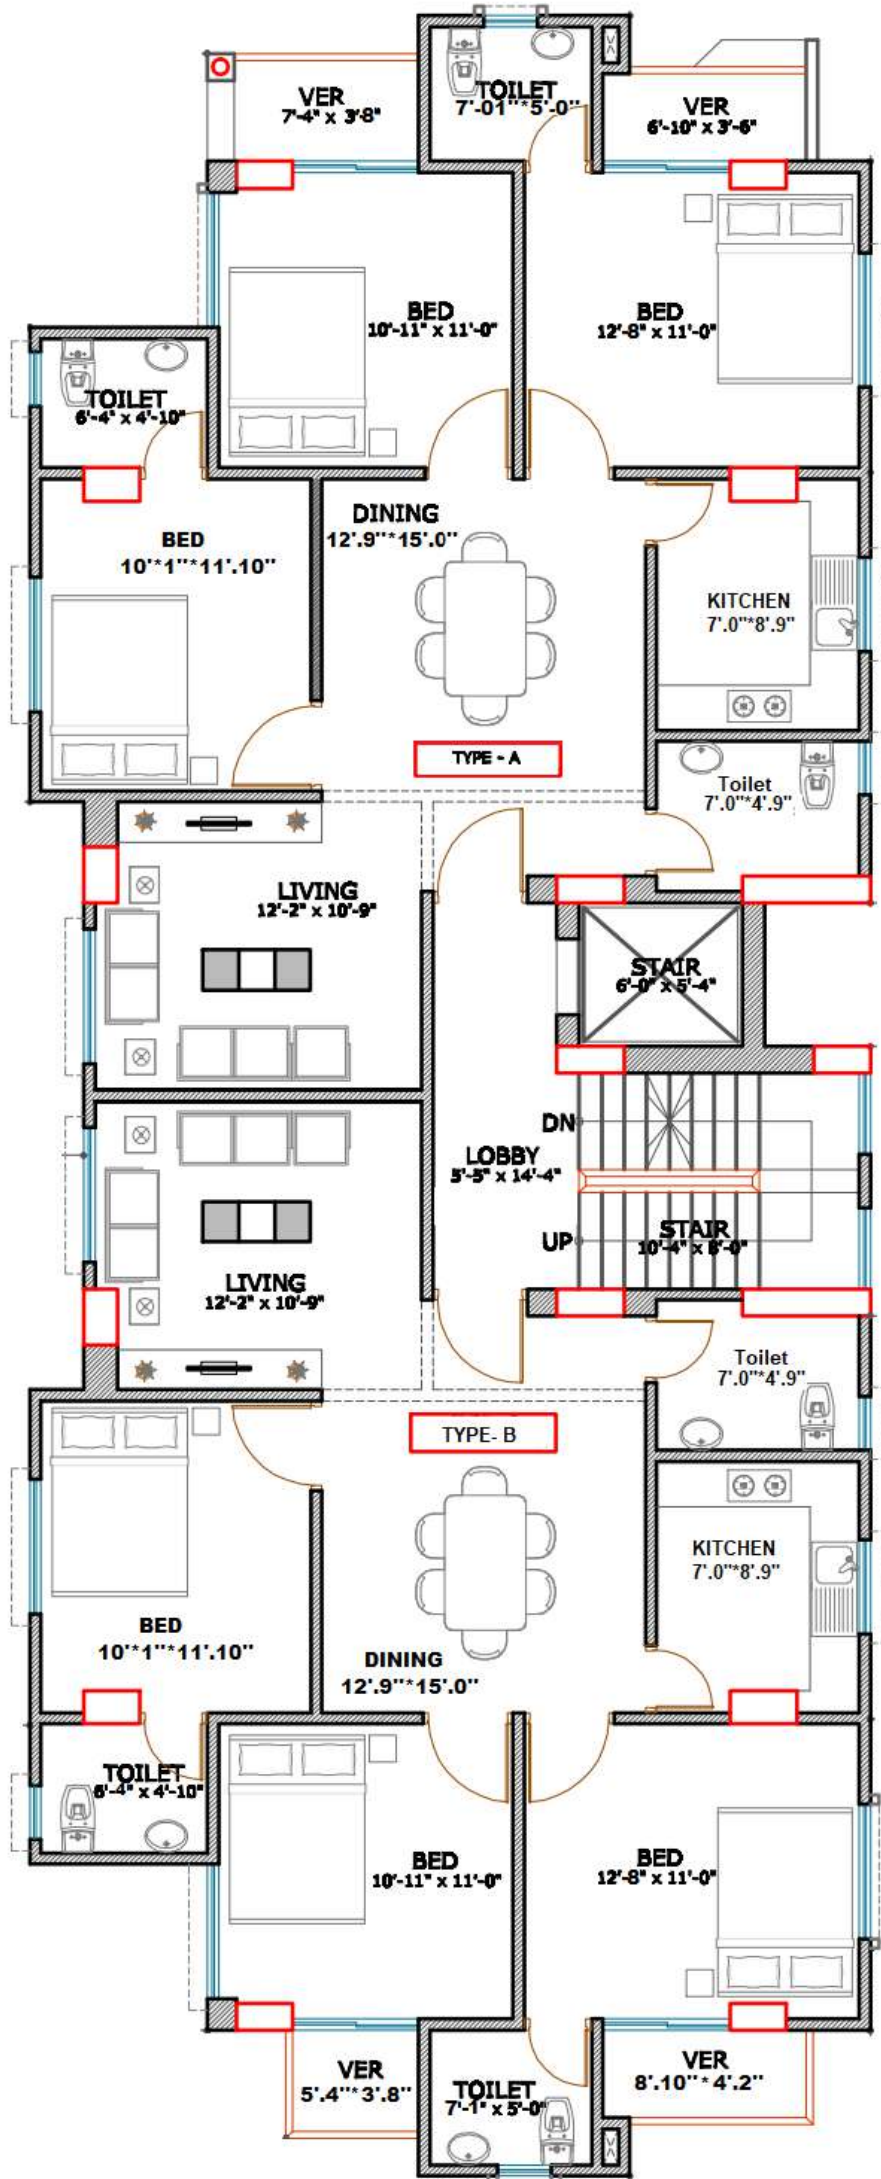 VER
7'-4" x 3'-8"
TOILET
7'-01"*5'-0"
VER
6'-10" x 3'-6"
BED
10'-11" x 11'-0"
BED
12'-8" x 11'-0"
TOILET
6'-4" x 4'-10"
BED
10'*1"*11'.10"
DINING
12'.9"*15'.0"
KITCHEN
7'.0"*8'.9"
TYPE - A
Toilet
7'.0"*4'.9"
LIVING
12'-2" x 10'-9"
STAIR
6'-0" x 5'-4"
DN
LOBBY
5'-5" x 14'-4"
UP
STAIR
10'-4" x 8'-0"
LIVING
12'-2" x 10'-9"
Toilet
7'.0"*4'.9"
TYPE- B
KITCHEN
7'.0"*8'.9"
BED
10'*1"*11'.10"
DINING
12'.9"*15'.0"
TOILET
6'-4" x 4'-10"
BED
10'-11" x 11'-0"
BED
12'-8" x 11'-0"
VER
5'.4"*3'.8"
TOILET
7'-1" x 5'-0"
VER
8'.10"*4'.2"